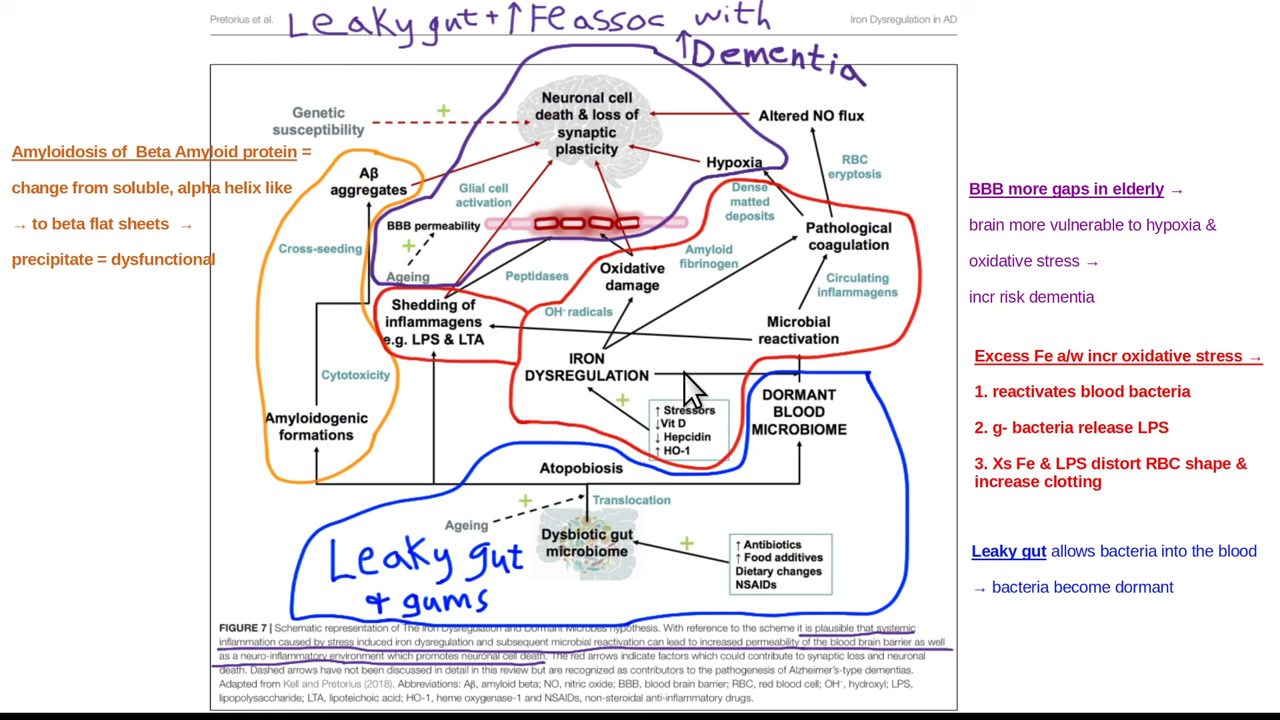 Pretorius et al.
Leaky gut + ↑ Fe assoc with
↑ Dementia
Iron Dysregulation in AD
Genetic
susceptibility
+
Neuronal cell
death & loss of
synaptic
plasticity
Altered NO flux
Hypoxia
RBC
eryptosis
Amyloidosis of Beta Amyloid protein =
change from soluble, alpha helix like
→ to beta flat sheets →
precipitate = dysfunctional
Aβ
aggregates
Glial cell
activation
Dense
matted
deposits
BBB permeability
+
Ageing
Cross-seeding
Peptidases
Oxidative
damage
Amyloid
fibrinogen
Pathological
coagulation
Circulating
inflammagens
Shedding of
inflammagens
e.g. LPS & LTA
OH- radicals
Microbial
reactivation
IRON
DYSREGULATION
Cytotoxicity
+
↑ Stressors
↓Vit D
↓ Hepcidin
↑ HO-1
DORMANT
BLOOD
MICROBIOME
Amyloidogenic
formations
Atopobiosis
+
Translocation
Ageing
Dysbiotic gut
microbiome
+
↑ Antibiotics
↑ Food additives
Dietary changes
NSAIDs
Leaky gut
+ gums
BBB more gaps in elderly →
brain more vulnerable to hypoxia &
oxidative stress →
incr risk dementia
Excess Fe a/w incr oxidative stress →
1. reactivates blood bacteria
2. g- bacteria release LPS
3. Xs Fe & LPS distort RBC shape &
increase clotting
Leaky gut allows bacteria into the blood
→ bacteria become dormant
FIGURE 7 | Schematic representation of The Iron Dysregulation and Dormant Microbes hypothesis. With reference to the scheme it is plausible that systemic
inflammation caused by stress induced iron dysregulation and subsequent microbial reactivation can lead to increased permeability of the blood brain barrier as well
as a neuro-inflammatory environment which promotes neuronal cell death. The red arrows indicate factors which could contribute to synaptic loss and neuronal
death. Dashed arrows have not been discussed in detail in this review but are recognized as contributors to the pathogenesis of Alzheimer's-type dementias.
Adapted from Kell and Pretorius (2018). Abbreviations: Aβ, amyloid beta; NO, nitric oxide; BBB, blood brain barrier; RBC, red blood cell; OH-, hydroxyl; LPS,
lipopolysaccharide; LTA, lipoteichoic acid; HO-1, heme oxygenase-1 and NSAIDs, non-steroidal anti-inflammatory drugs.